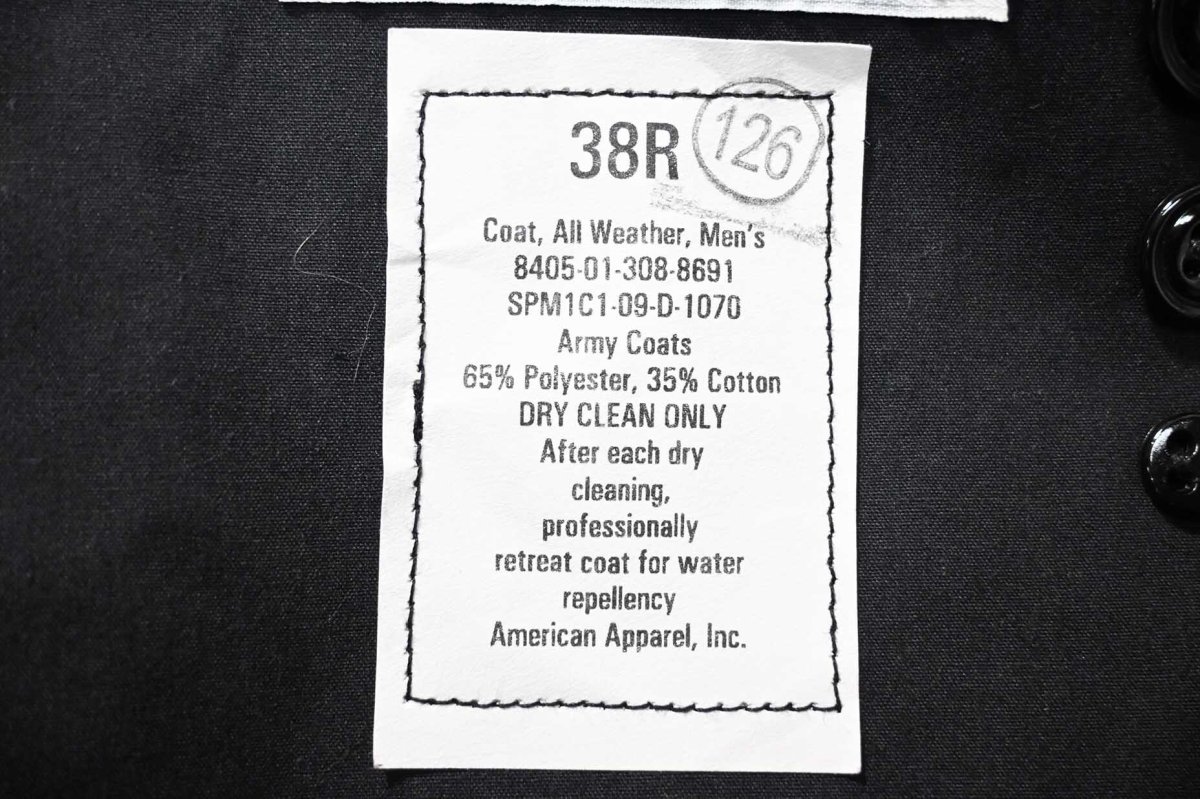 38R
126
Coat, All Weather, Men's
8405-01-308-8691
SPM1C1-09-D-1070
Army Coats
65% Polyester, 35% Cotton
DRY CLEAN ONLY
After each dry
cleaning,
professionally
retreat coat for water
repellency
American Apparel, Inc.